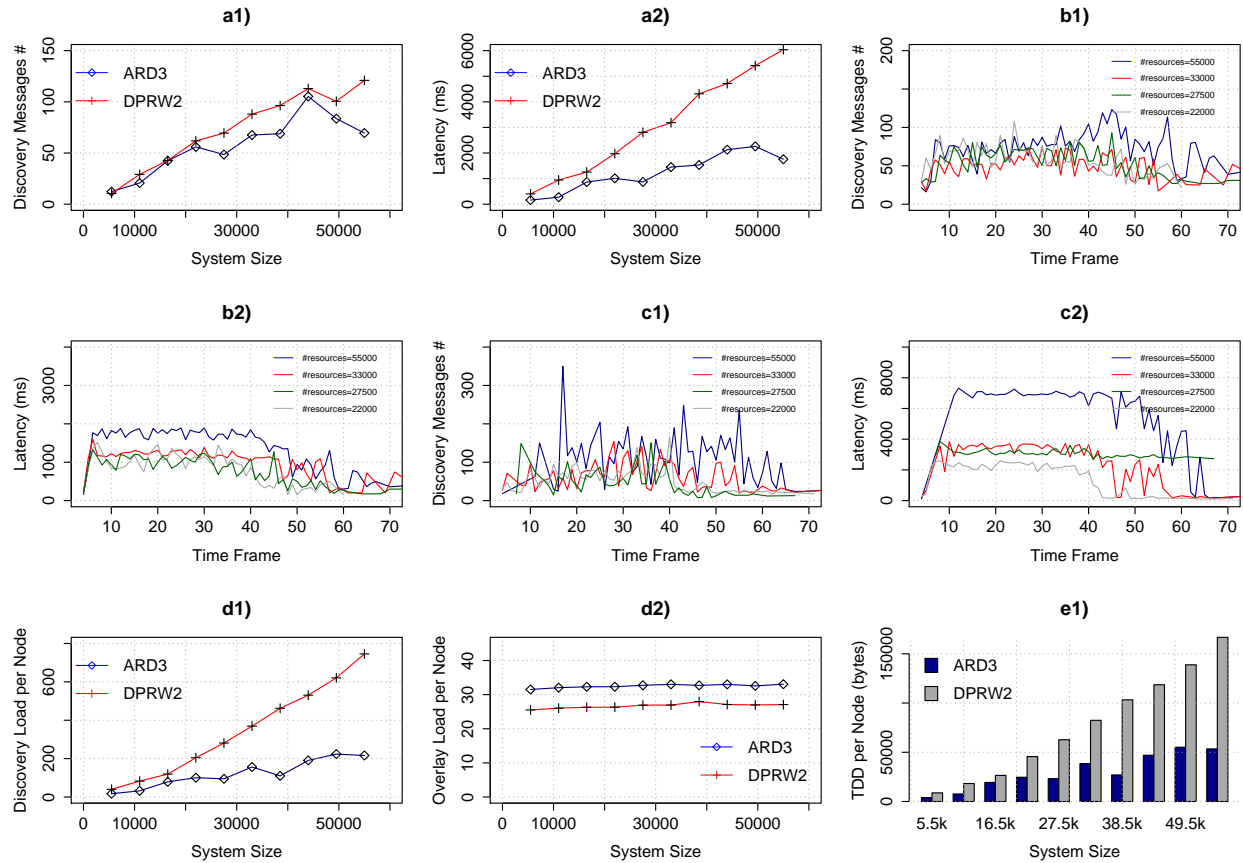 a1)
Discovery Messages #
0 50 100 150
ARD3
DPRW2
0 10000 30000 50000
System Size
a2)
Latency (ms)
0 2000 4000 6000
ARD3
DPRW2
0 10000 30000 50000
System Size
b1)
Discovery Messages #
0 50 100 200
#resources=55000
#resources=33000
#resources=27500
#resources=22000
10 20 30 40 50 60 70
Time Frame
b2)
Latency (ms)
0 1000 3000
#resources=55000
#resources=33000
#resources=27500
#resources=22000
10 20 30 40 50 60 70
Time Frame
c1)
Discovery Messages #
0 100 300
#resources=55000
#resources=33000
#resources=27500
#resources=22000
10 20 30 40 50 60 70
Time Frame
c2)
Latency (ms)
0 4000 8000
#resources=55000
#resources=33000
#resources=27500
#resources=22000
10 20 30 40 50 60 70
Time Frame
d1)
Discovery Load per Node
0 200 600
ARD3
DPRW2
0 10000 30000 50000
System Size
d2)
Overlay Load per Node
0 10 20 30 40
ARD3
DPRW2
0 10000 30000 50000
System Size
e1)
TDD per Node (bytes)
0 50000 150000
ARD3
DPRW2
5.5k 16.5k 27.5k 38.5k 49.5k
System Size